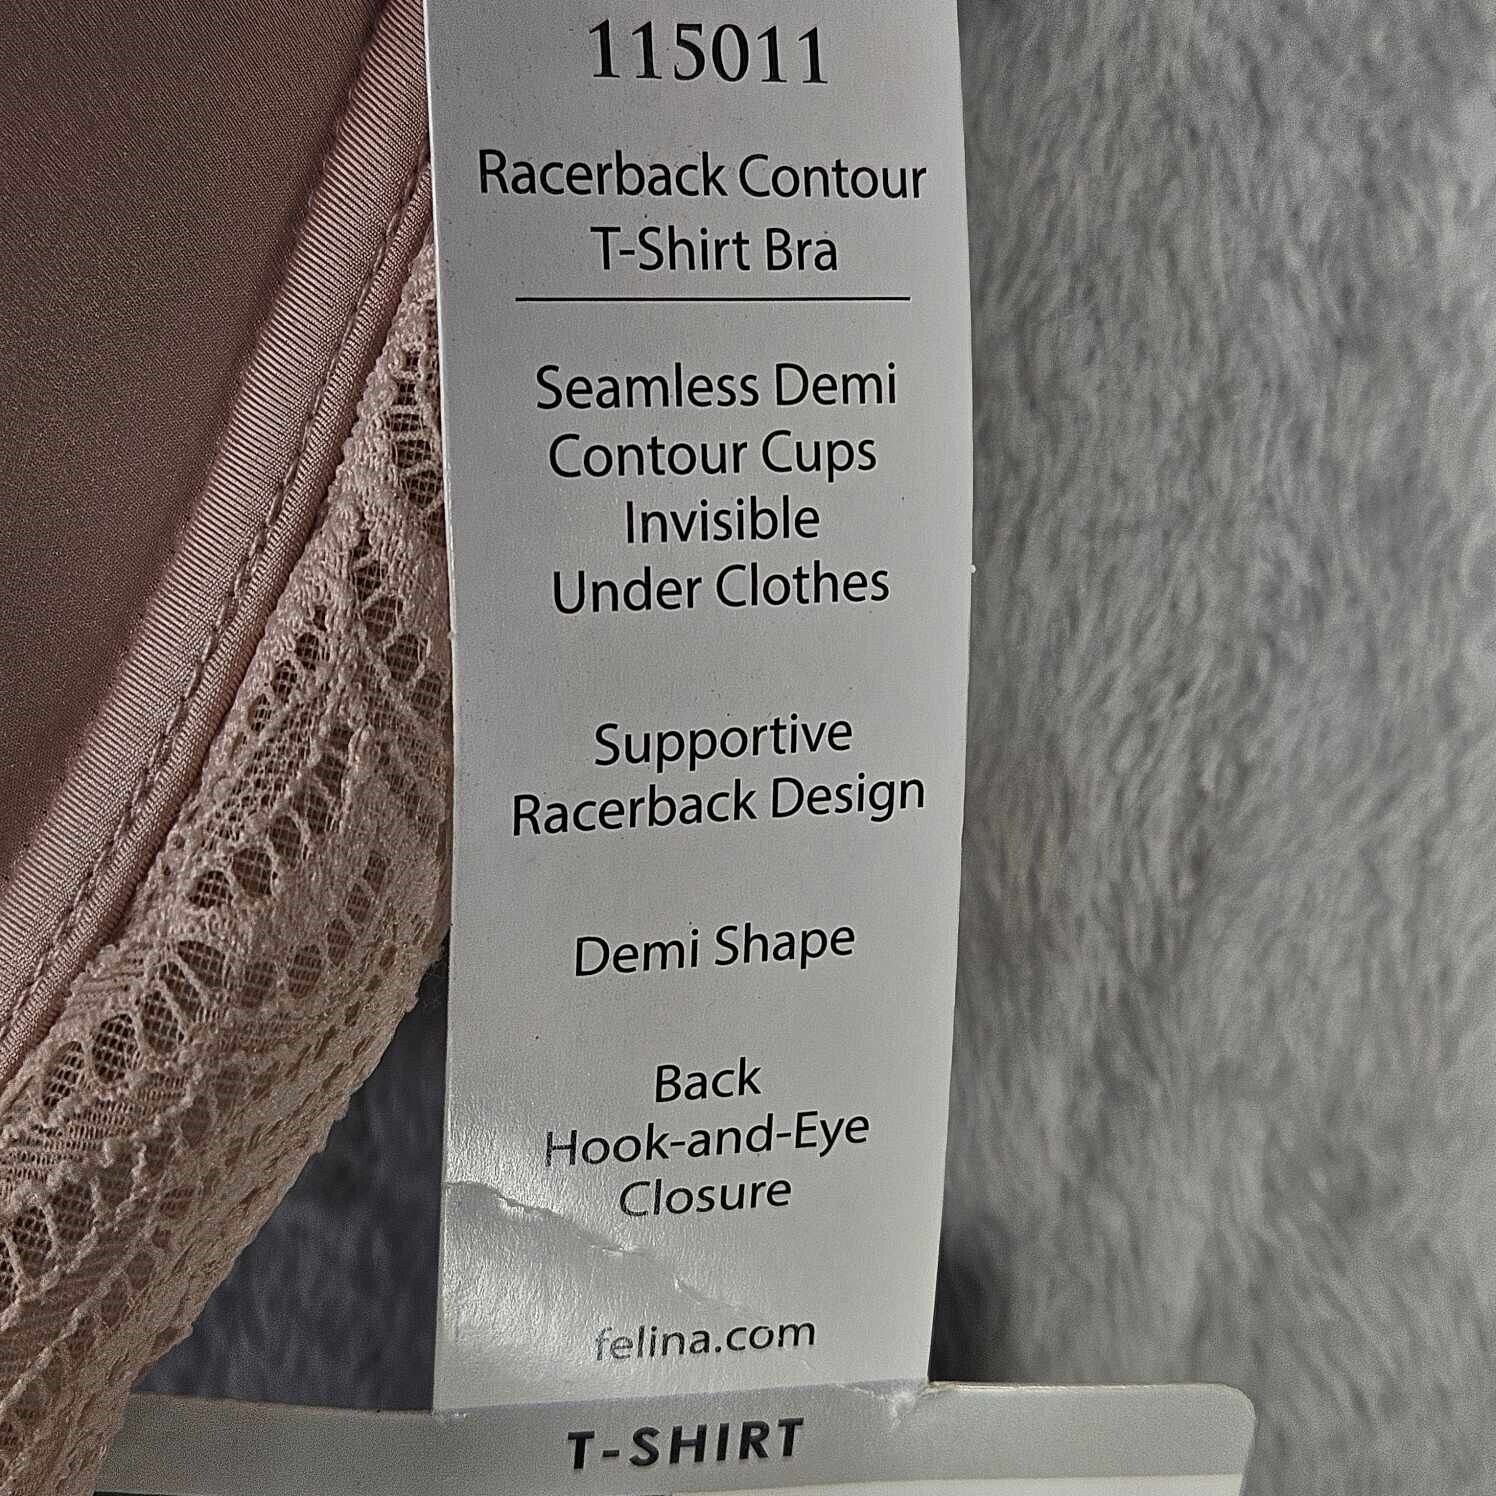 115011
Racerback Contour
T-Shirt Bra
Seamless Demi
Contour Cups
Invisible
Under Clothes
Supportive
Racerback Design
Demi Shape
Back
Hook-and-Eye
Closure
felina.com
T-SHIRT